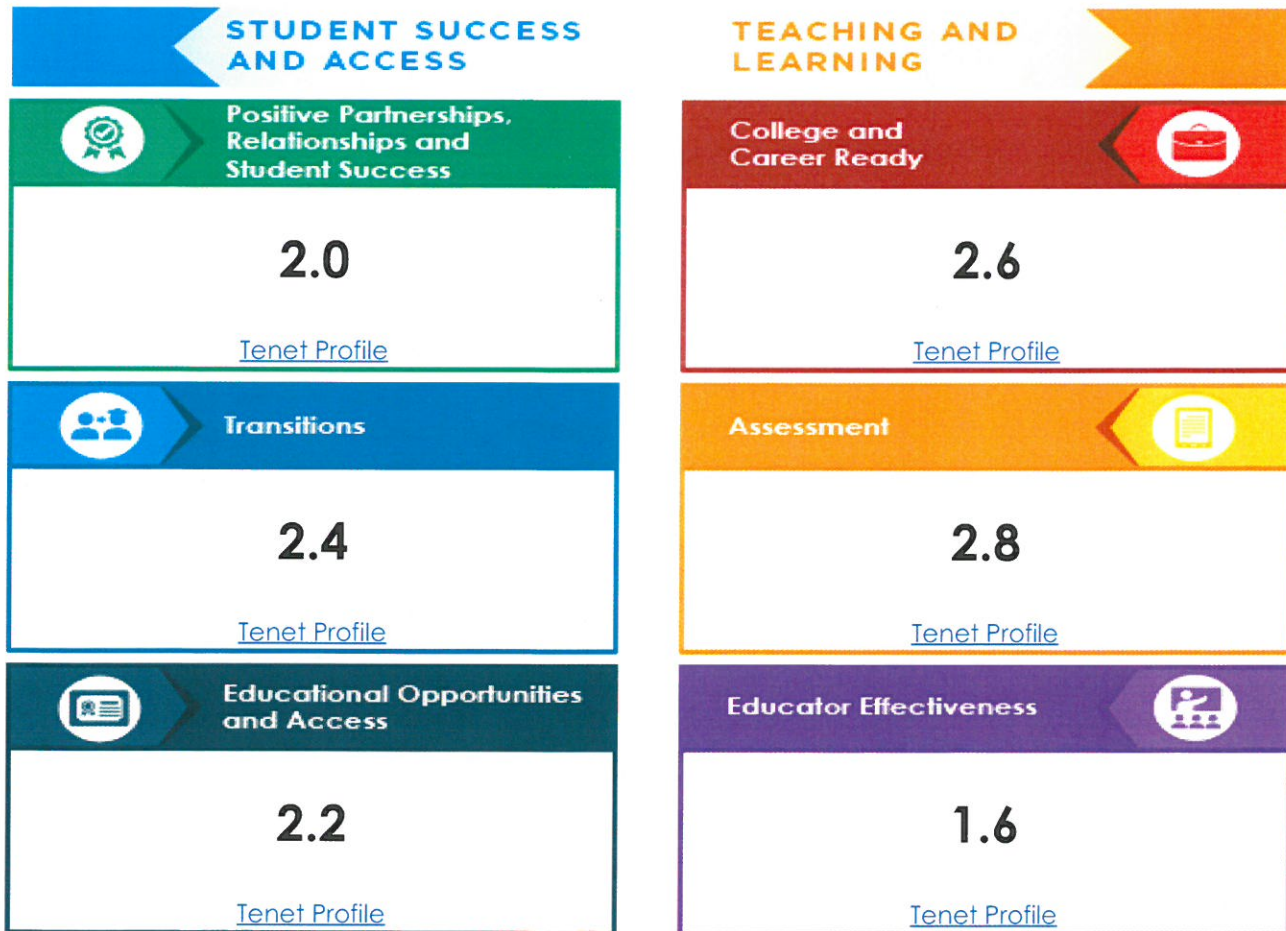 STUDENT SUCCESS
AND ACCESS
Positive Partnerships,
Relationships and
Student Success
2.0
Tenet Profile
Transitions
2.4
Tenet Profile
Educational Opportunities
and Access
2.2
Tenet Profile
TEACHING AND
LEARNING
College and
Career Ready
2.6
Tenet Profile
Assessment
2.8
Tenet Profile
Educator Effectiveness
1.6
Tenet Profile